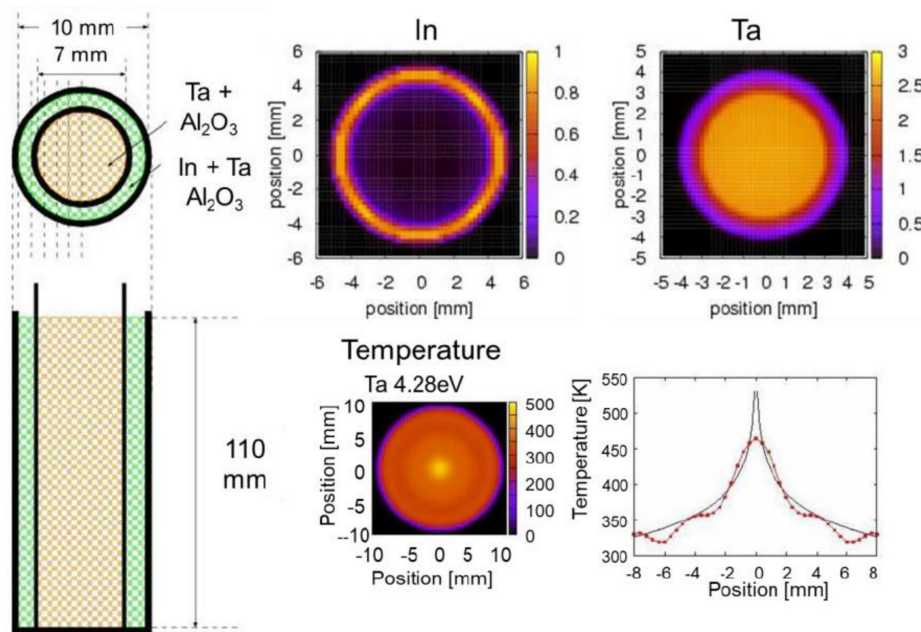 10 mm
7 mm
Ta +
Al₂O₃
In + Ta
Al₂O₃
110
mm
In
6
4
2
0
-2
-4
-6
position [mm]
-6 -4 -2 0 2 4 6
position [mm]
1
0.8
0.6
0.4
0.2
0
Ta
5
4
3
2
1
0
-1
-2
-3
-4
-5
position [mm]
-5 -4 -3 -2 -1 0 1 2 3 4 5
position [mm]
3
2.5
2
1.5
1
0.5
0
Temperature
Ta 4.28eV
10
5
0
-5
--10
Position [mm]
-10 -5 0 5 10
Position [mm]
500
400
300
200
100
0
550
500
450
400
350
300
Temperature [K]
-8 -6 -4 -2 0 2 4 6 8
Position [mm]